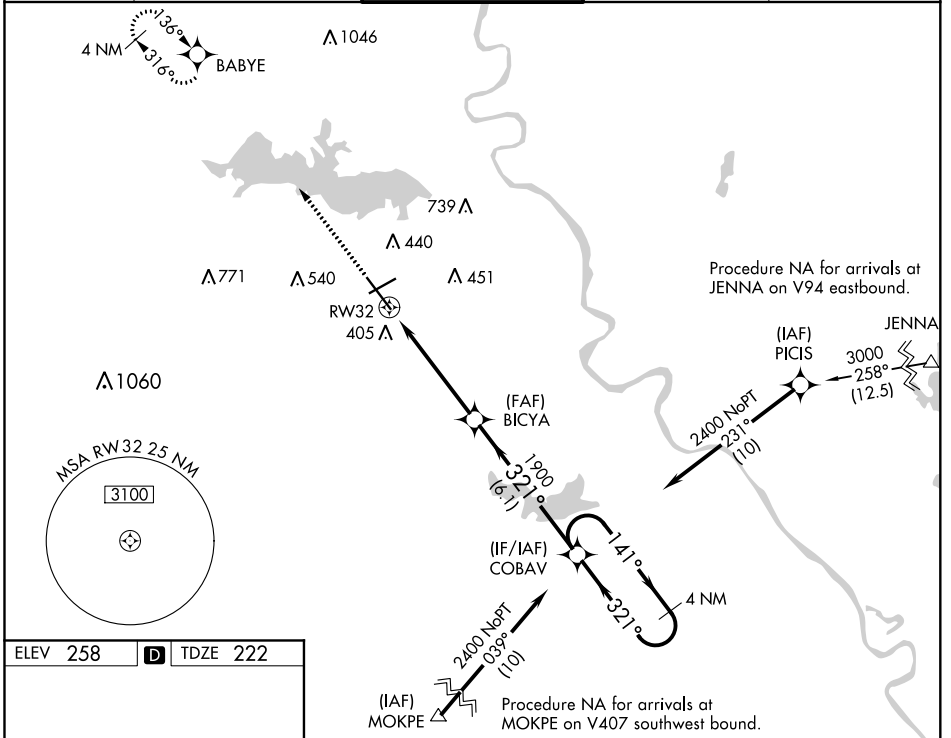 136°
4 NM
316°
BABYE
1046
739
440
771
540
451
RW32
405
Procedure NA for arrivals at
JENNA on V94 eastbound.
JENNA
(IAF)
PICIS
3000
258°
(12.5)
1060
(FAF)
BICYA
2400 NoPT
231°
(10)
MSA RW32 25 NM
3100
1900
321°
(6.1)
(IF/IAF)
COBAV
141°
4 NM
321°
2400 NoPT
039°
(10)
(IAF)
MOKPE
Procedure NA for arrivals at
MOKPE on V407 southwest bound.
ELEV 258 D TDZE 222